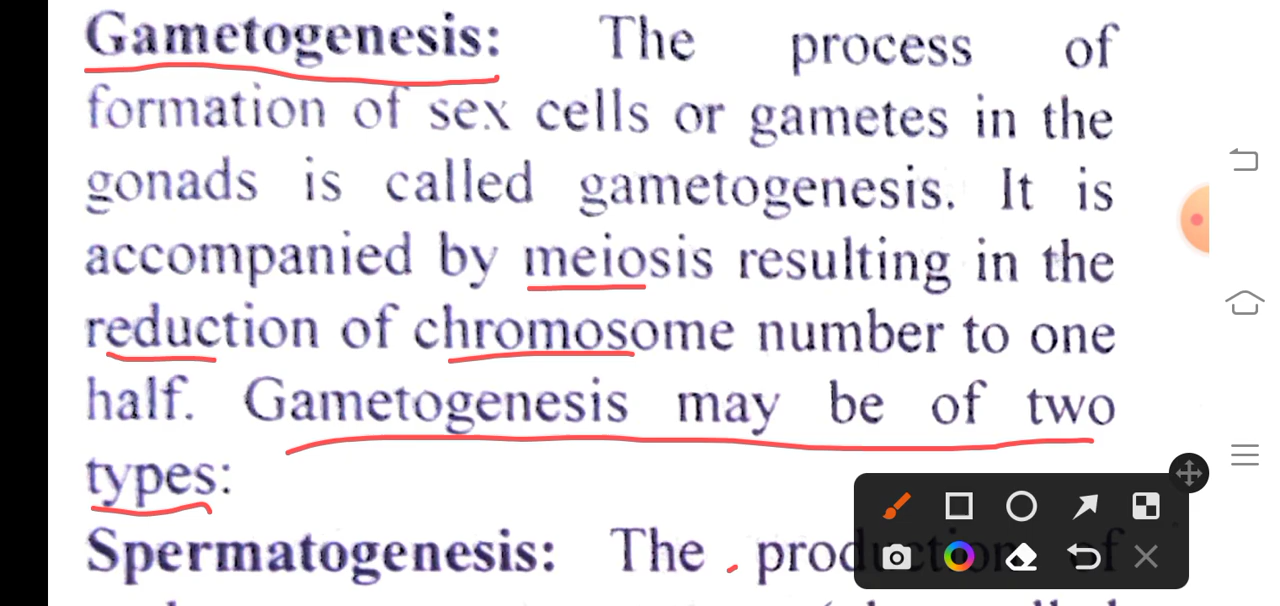 Gametogenesis: The process of
formation of sex cells or gametes in the
gonads is called gametogenesis. It is
accompanied by meiosis resulting in the
reduction of chromosome number to one
half. Gametogenesis may be of two
types:
Spermatogenesis: The production of